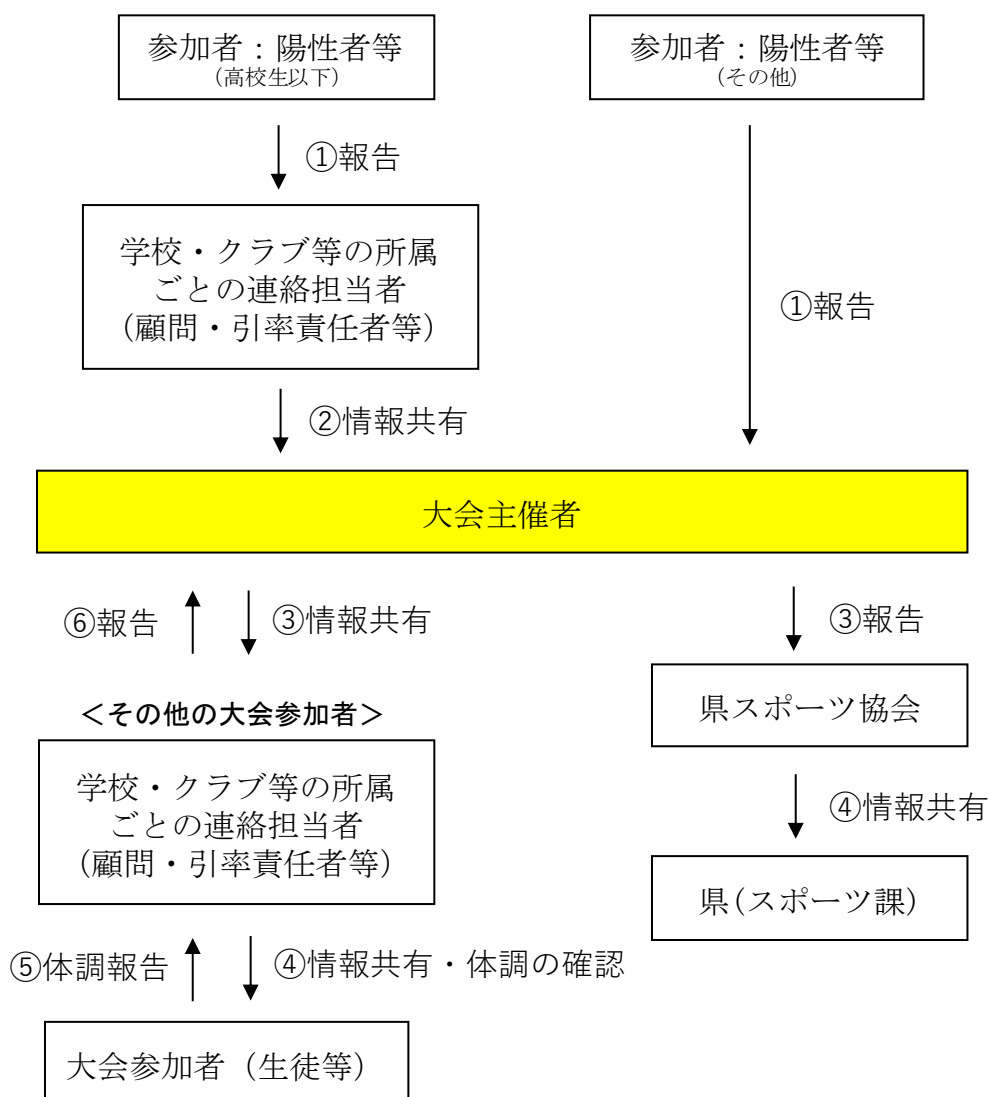 参加者：陽性者等
(高校生以下)
参加者：陽性者等
(その他)
①報告
学校・クラブ等の所属
ごとの連絡担当者
(顧問・引率責任者等)
①報告
②情報共有
大会主催者
⑥報告
③情報共有
③報告
＜その他の大会参加者＞
県スポーツ協会
学校・クラブ等の所属
ごとの連絡担当者
(顧問・引率責任者等)
④情報共有
県(スポーツ課)
⑤体調報告
④情報共有・体調の確認
大会参加者（生徒等）